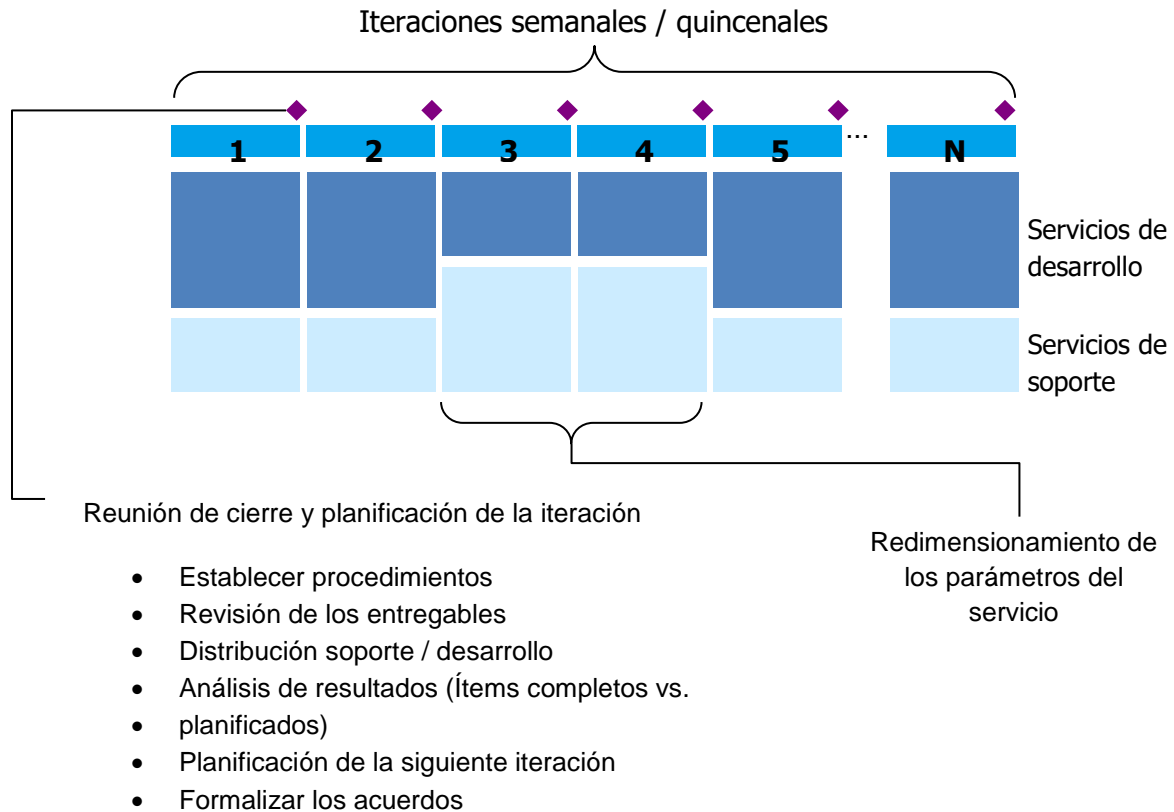 Iteraciones semanales / quincenales
1 2 3 4 5 ... N
Servicios de
desarrollo
Servicios de
soporte
Reunión de cierre y planificación de la iteración
• Establecer procedimientos
• Revisión de los entregables
• Distribución soporte / desarrollo
• Análisis de resultados (Ítems completos vs.
• planificados)
• Planificación de la siguiente iteración
• Formalizar los acuerdos
Redimensionamiento de
los parámetros del
servicio